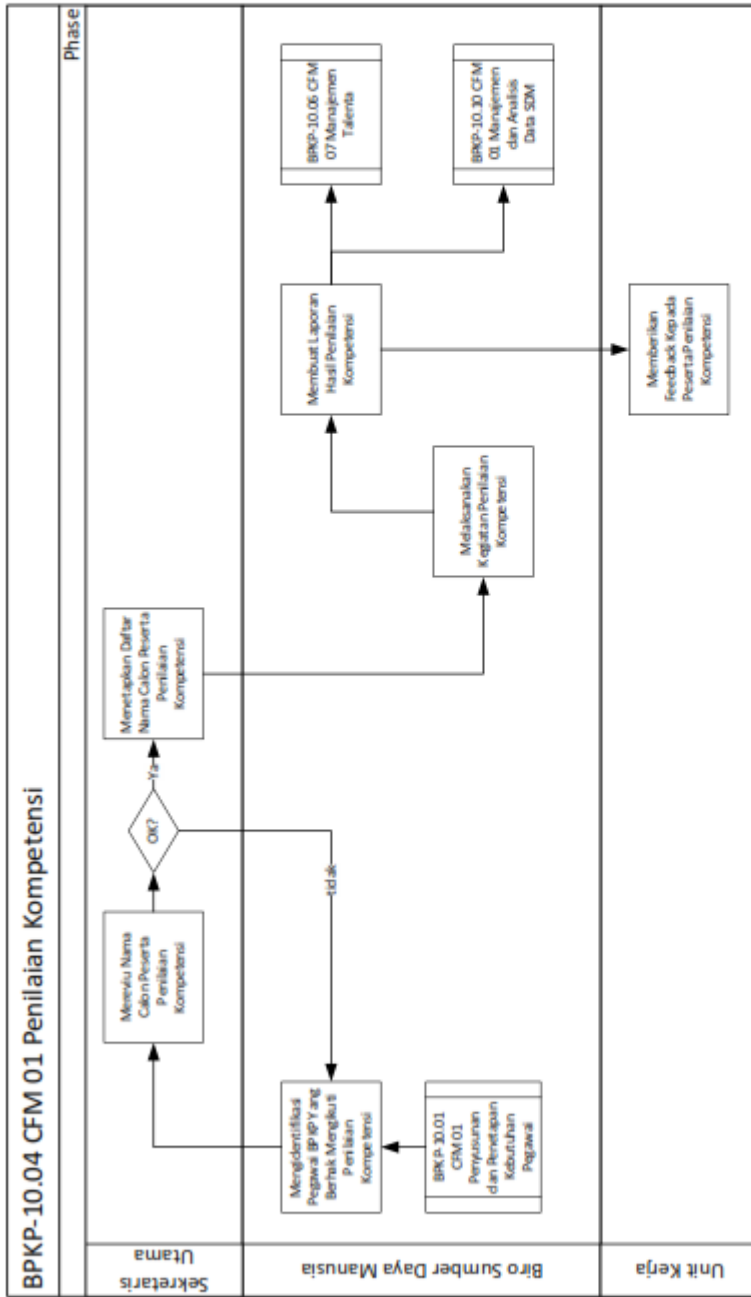 BPKP-10.04 CFM 01 Penilaian Kompetensi
Phase
Sekretaris
Utama
Mereviu Nama
Calon Peserta
Penilaian
Kompetensi
OK?
Ya
tidak
Menetapkan Daftar
Nama Calon Peserta
Penilaian
Kompetensi
Biro Sumber Daya Manusia
Mengidentifikasi
Pegawai BPKP Yang
Berhak Mengikuti
Penilaian
Kompetensi
BPKP-10.01
CFM 01
Penyusunan
dan Penetapan
Kebutuhan
Pegawai
Melaksanakan
Kegiatan Penilaian
Kompetensi
Membuat Laporan
Hasil Penilaian
Kompetensi
BPKP-10.06 CFM
07 Manajemen
Talenta
BPKP-10.10 CFM
01 Manajemen
dan Analisis
Data SDM
Unit Kerja
Memberikan
Feedback Kepada
Peserta Penilaian
Kompetensi